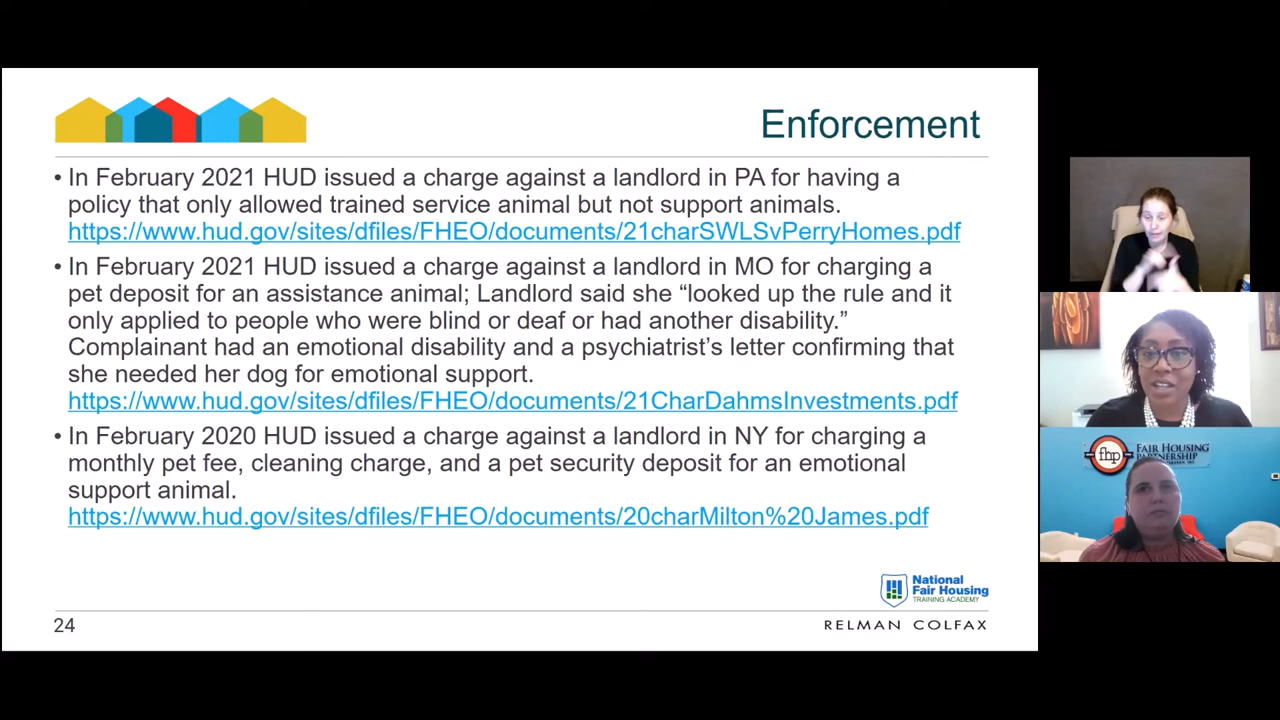 Enforcement
• In February 2021 HUD issued a charge against a landlord in PA for having a
policy that only allowed trained service animal but not support animals.
https://www.hud.gov/sites/dfiles/FHEO/documents/21charSWLSvPerryHomes.pdf
• In February 2021 HUD issued a charge against a landlord in MO for charging a
pet deposit for an assistance animal; Landlord said she “looked up the rule and it
only applied to people who were blind or deaf or had another disability.”
Complainant had an emotional disability and a psychiatrist’s letter confirming that
she needed her dog for emotional support.
https://www.hud.gov/sites/dfiles/FHEO/documents/21CharDahmsInvestments.pdf
• In February 2020 HUD issued a charge against a landlord in NY for charging a
monthly pet fee, cleaning charge, and a pet security deposit for an emotional
support animal.
https://www.hud.gov/sites/dfiles/FHEO/documents/20charMilton%20James.pdf
National
Fair Housing
TRAINING ACADEMY
24
RELMAN COLFAX
fhp
FAIR HOUSING
PARTNERSHIP